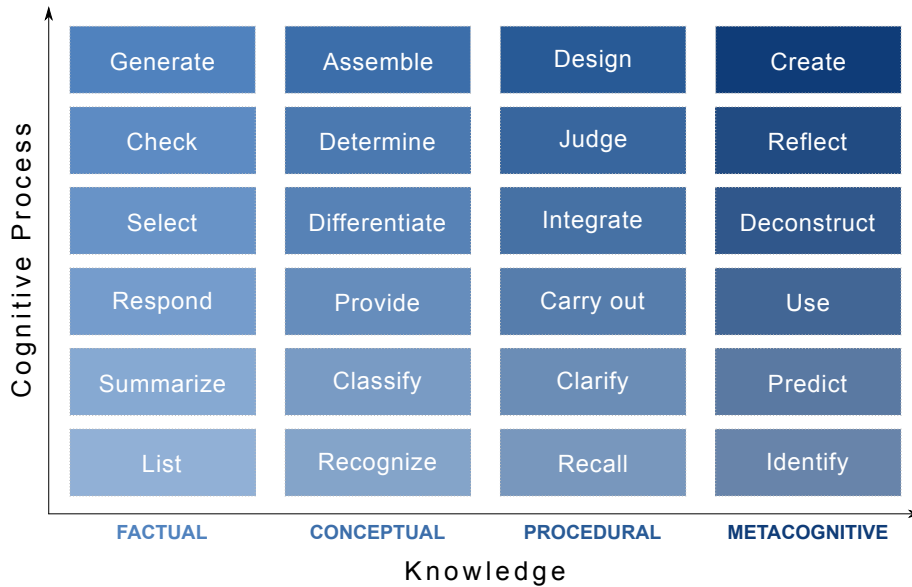 Cognitive Process
Generate Assemble Design Create
Check Determine Judge Reflect
Select Differentiate Integrate Deconstruct
Respond Provide Carry out Use
Summarize Classify Clarify Predict
List Recognize Recall Identify
FACTUAL CONCEPTUAL PROCEDURAL METACOGNITIVE
Knowledge